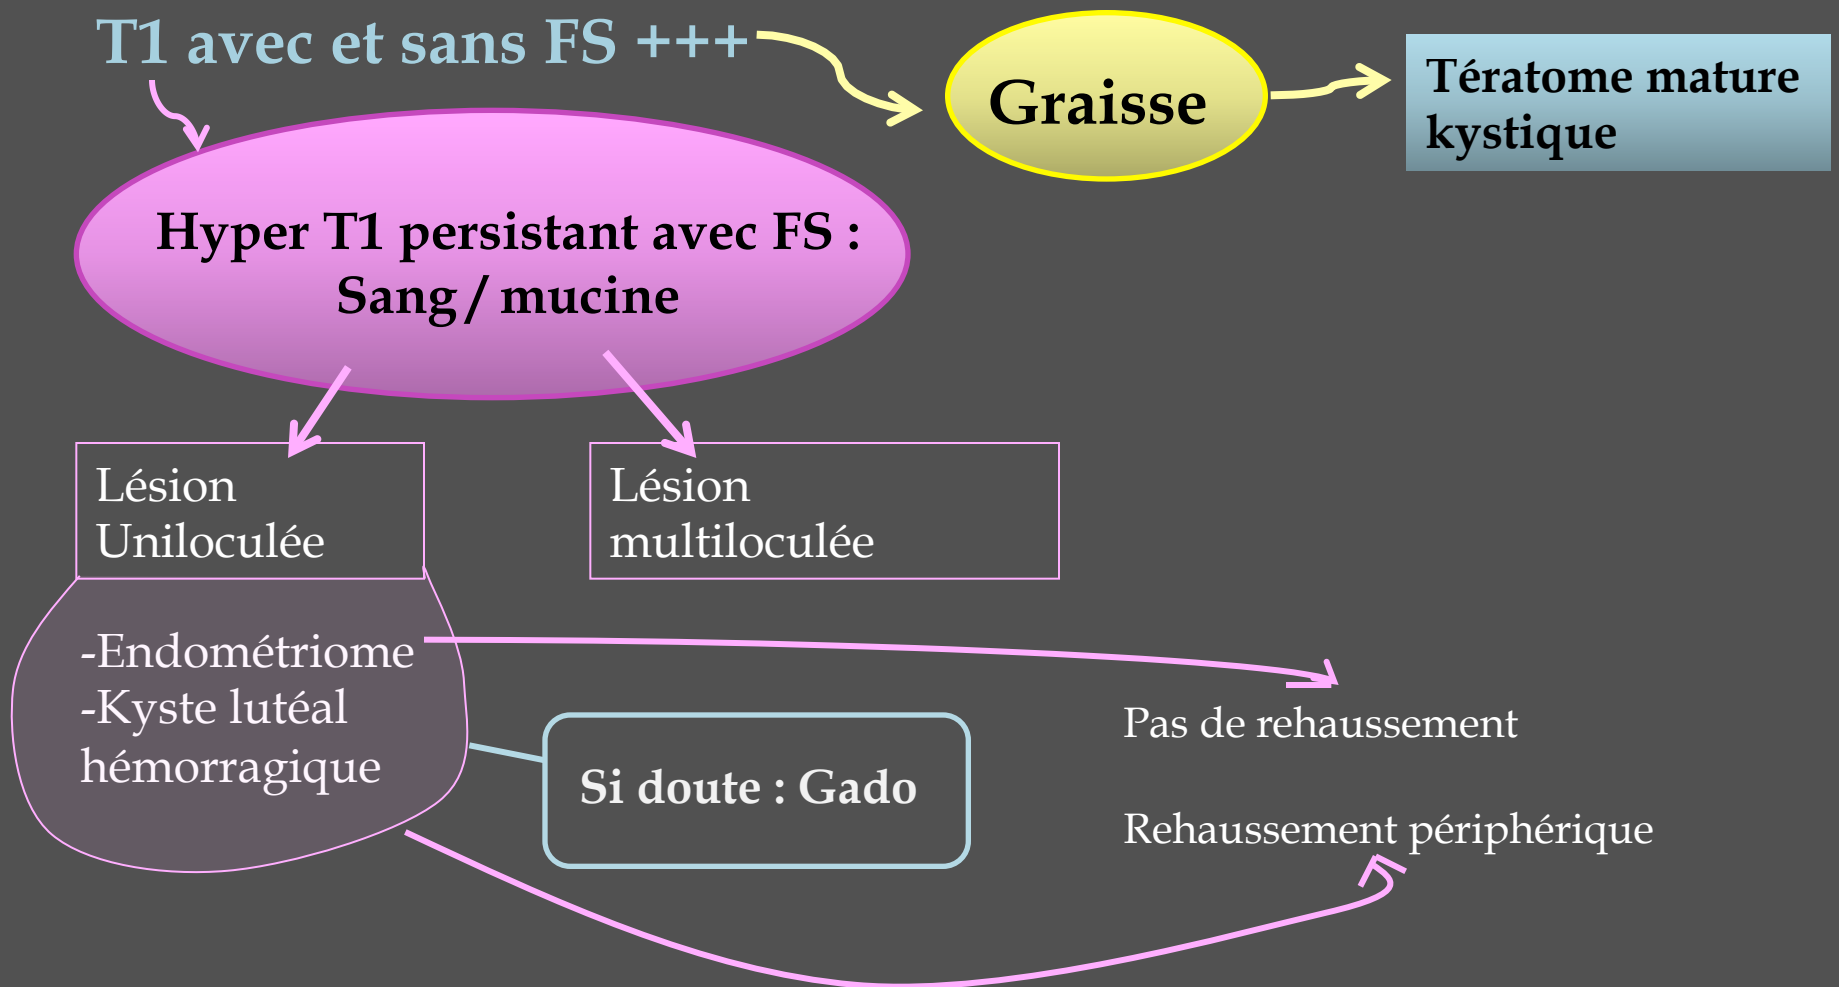 T1 avec et sans FS +++
Graisse
Tératome mature
kystique
Hyper T1 persistant avec FS :
Sang / mucine
Lésion
Uniloculée
Lésion
multiloculée
-Endométriome
-Kyste lutéal
hémorragique
Si doute : Gado
Pas de rehaussement
Rehaussement périphérique